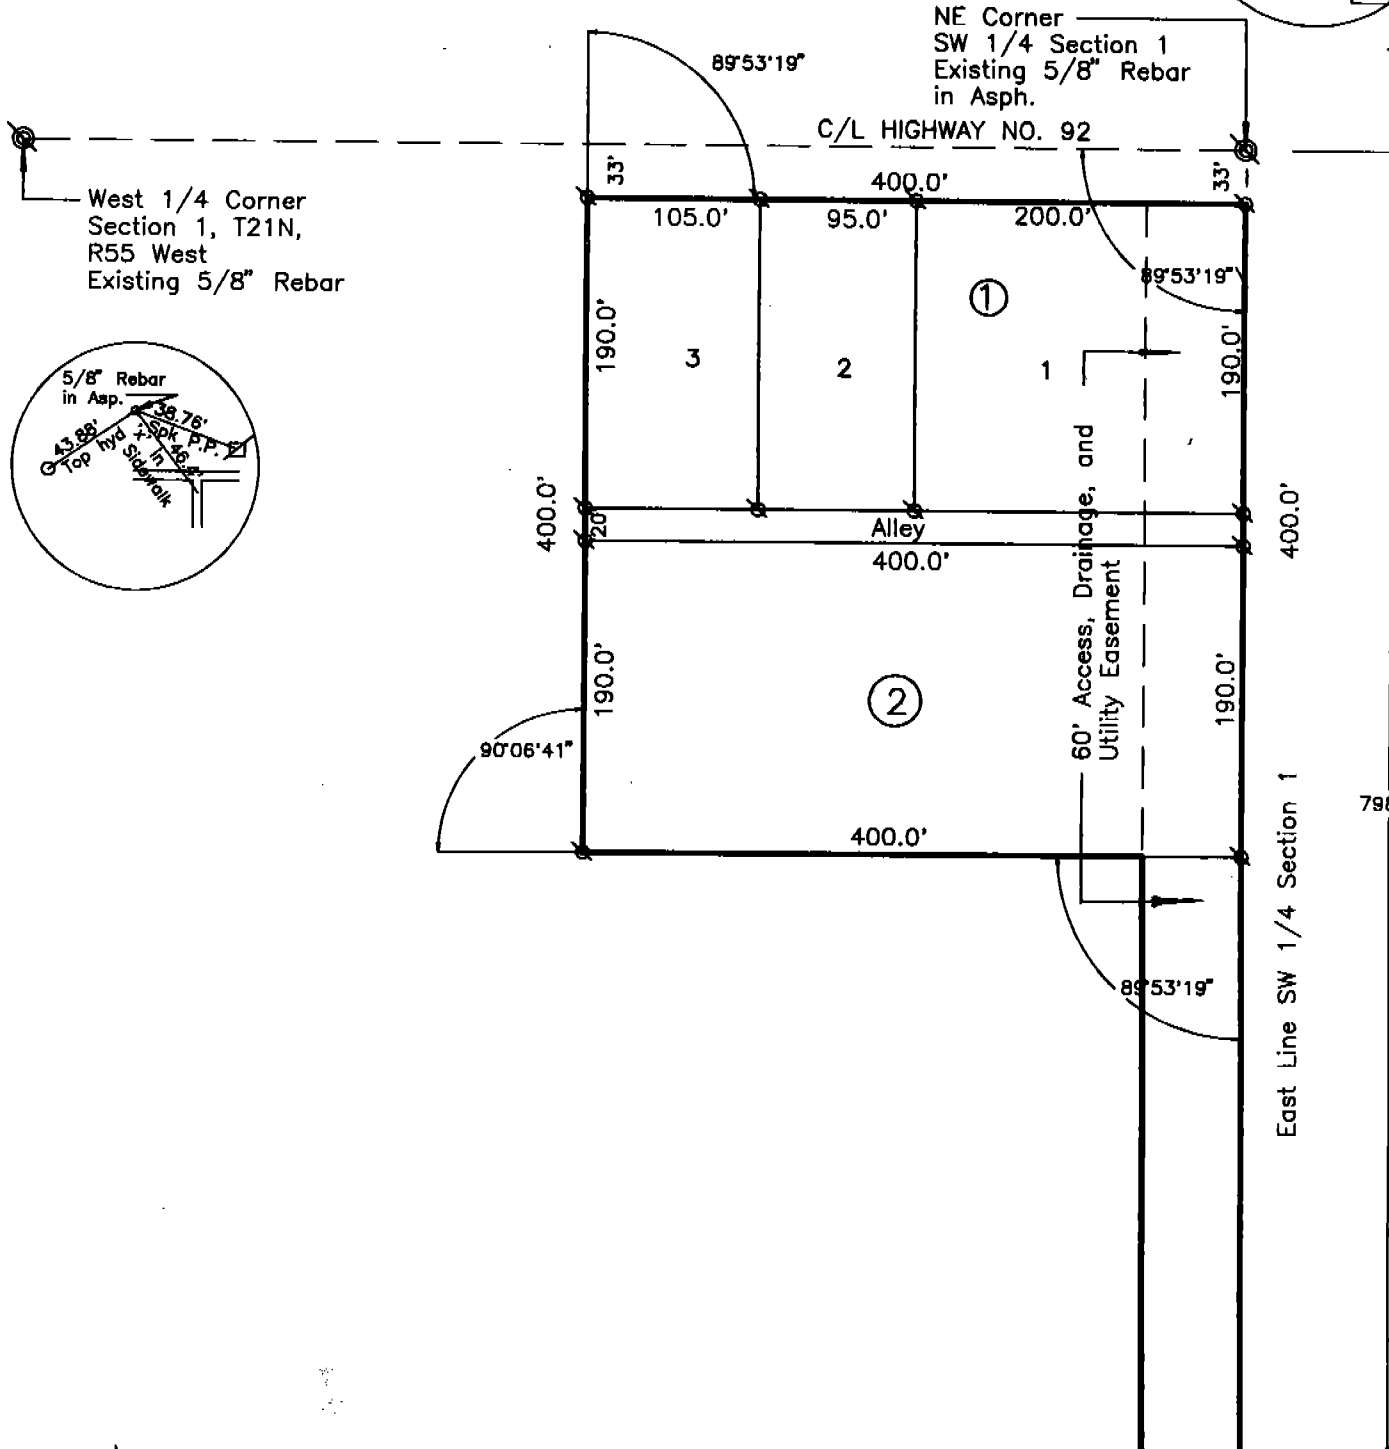 NE Corner
SW 1/4 Section 1
Existing 5/8" Rebar
in Asph.
89°53'19"
C/L HIGHWAY NO. 92
West 1/4 Corner
Section 1, T21N,
R55 West
Existing 5/8" Rebar
33'
400.0'
33'
105.0'
95.0'
200.0'
89°53'19"
1
190.0'
3
2
1
190.0'
5/8" Rebar
in Asp.
38.76'
Spk P.P.
43.88'
Top hyd
'x' in
Sidewalk
400.0'
20'
Alley
400.0'
400.0'
60' Access, Drainage, and
Utility Easement
190.0'
2
190.0'
90°06'41"
400.0'
798
89°53'19"
East Line SW 1/4 Section 1